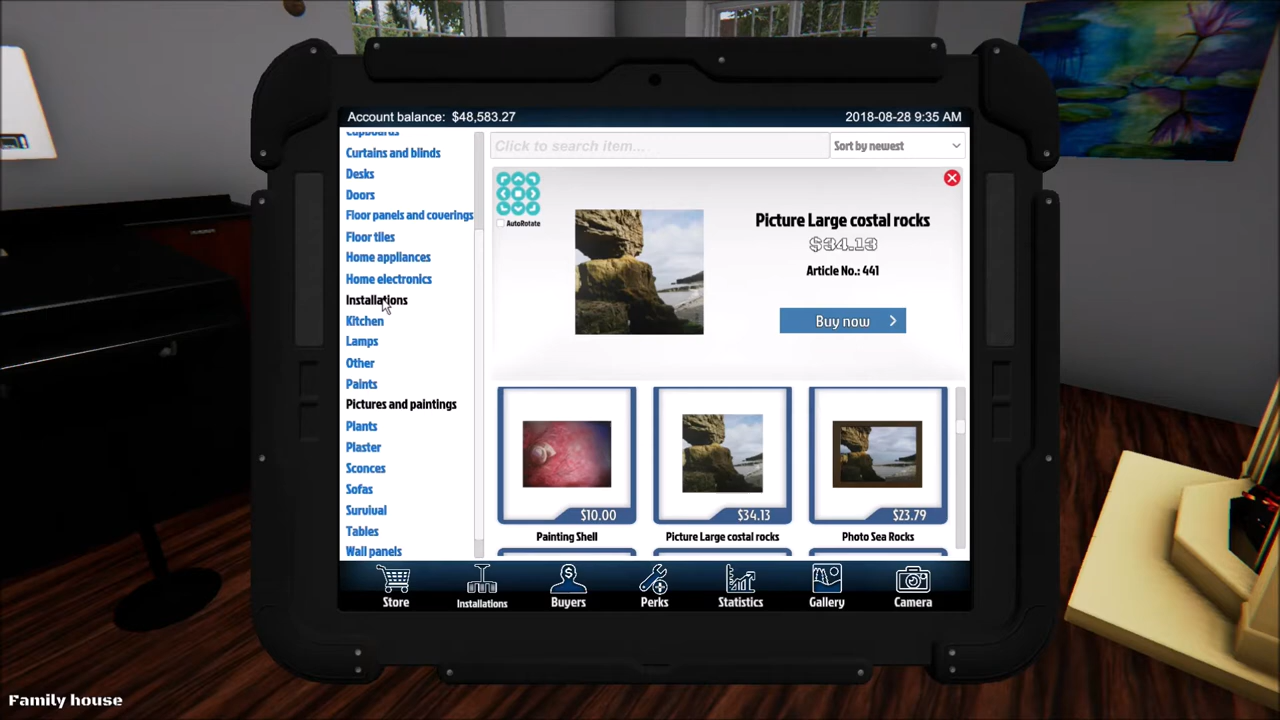 Account balance: $48,583.27
2018-08-28 9:35 AM
Cupboards
Curtains and blinds
Desks
Doors
Floor panels and coverings
Floor tiles
Home appliances
Home electronics
Installations
Kitchen
Lamps
Other
Paints
Pictures and paintings
Plants
Plaster
Sconces
Sofas
Survival
Tables
Wall panels
Click to search item...
Sort by newest
AutoRotate
Picture Large costal rocks
$34.13
Article No.: 441
Buy now
$10.00
$34.13
$23.79
Painting Shell
Picture Large costal rocks
Photo Sea Rocks
Store
Installations
Buyers
Perks
Statistics
Gallery
Camera
Family house